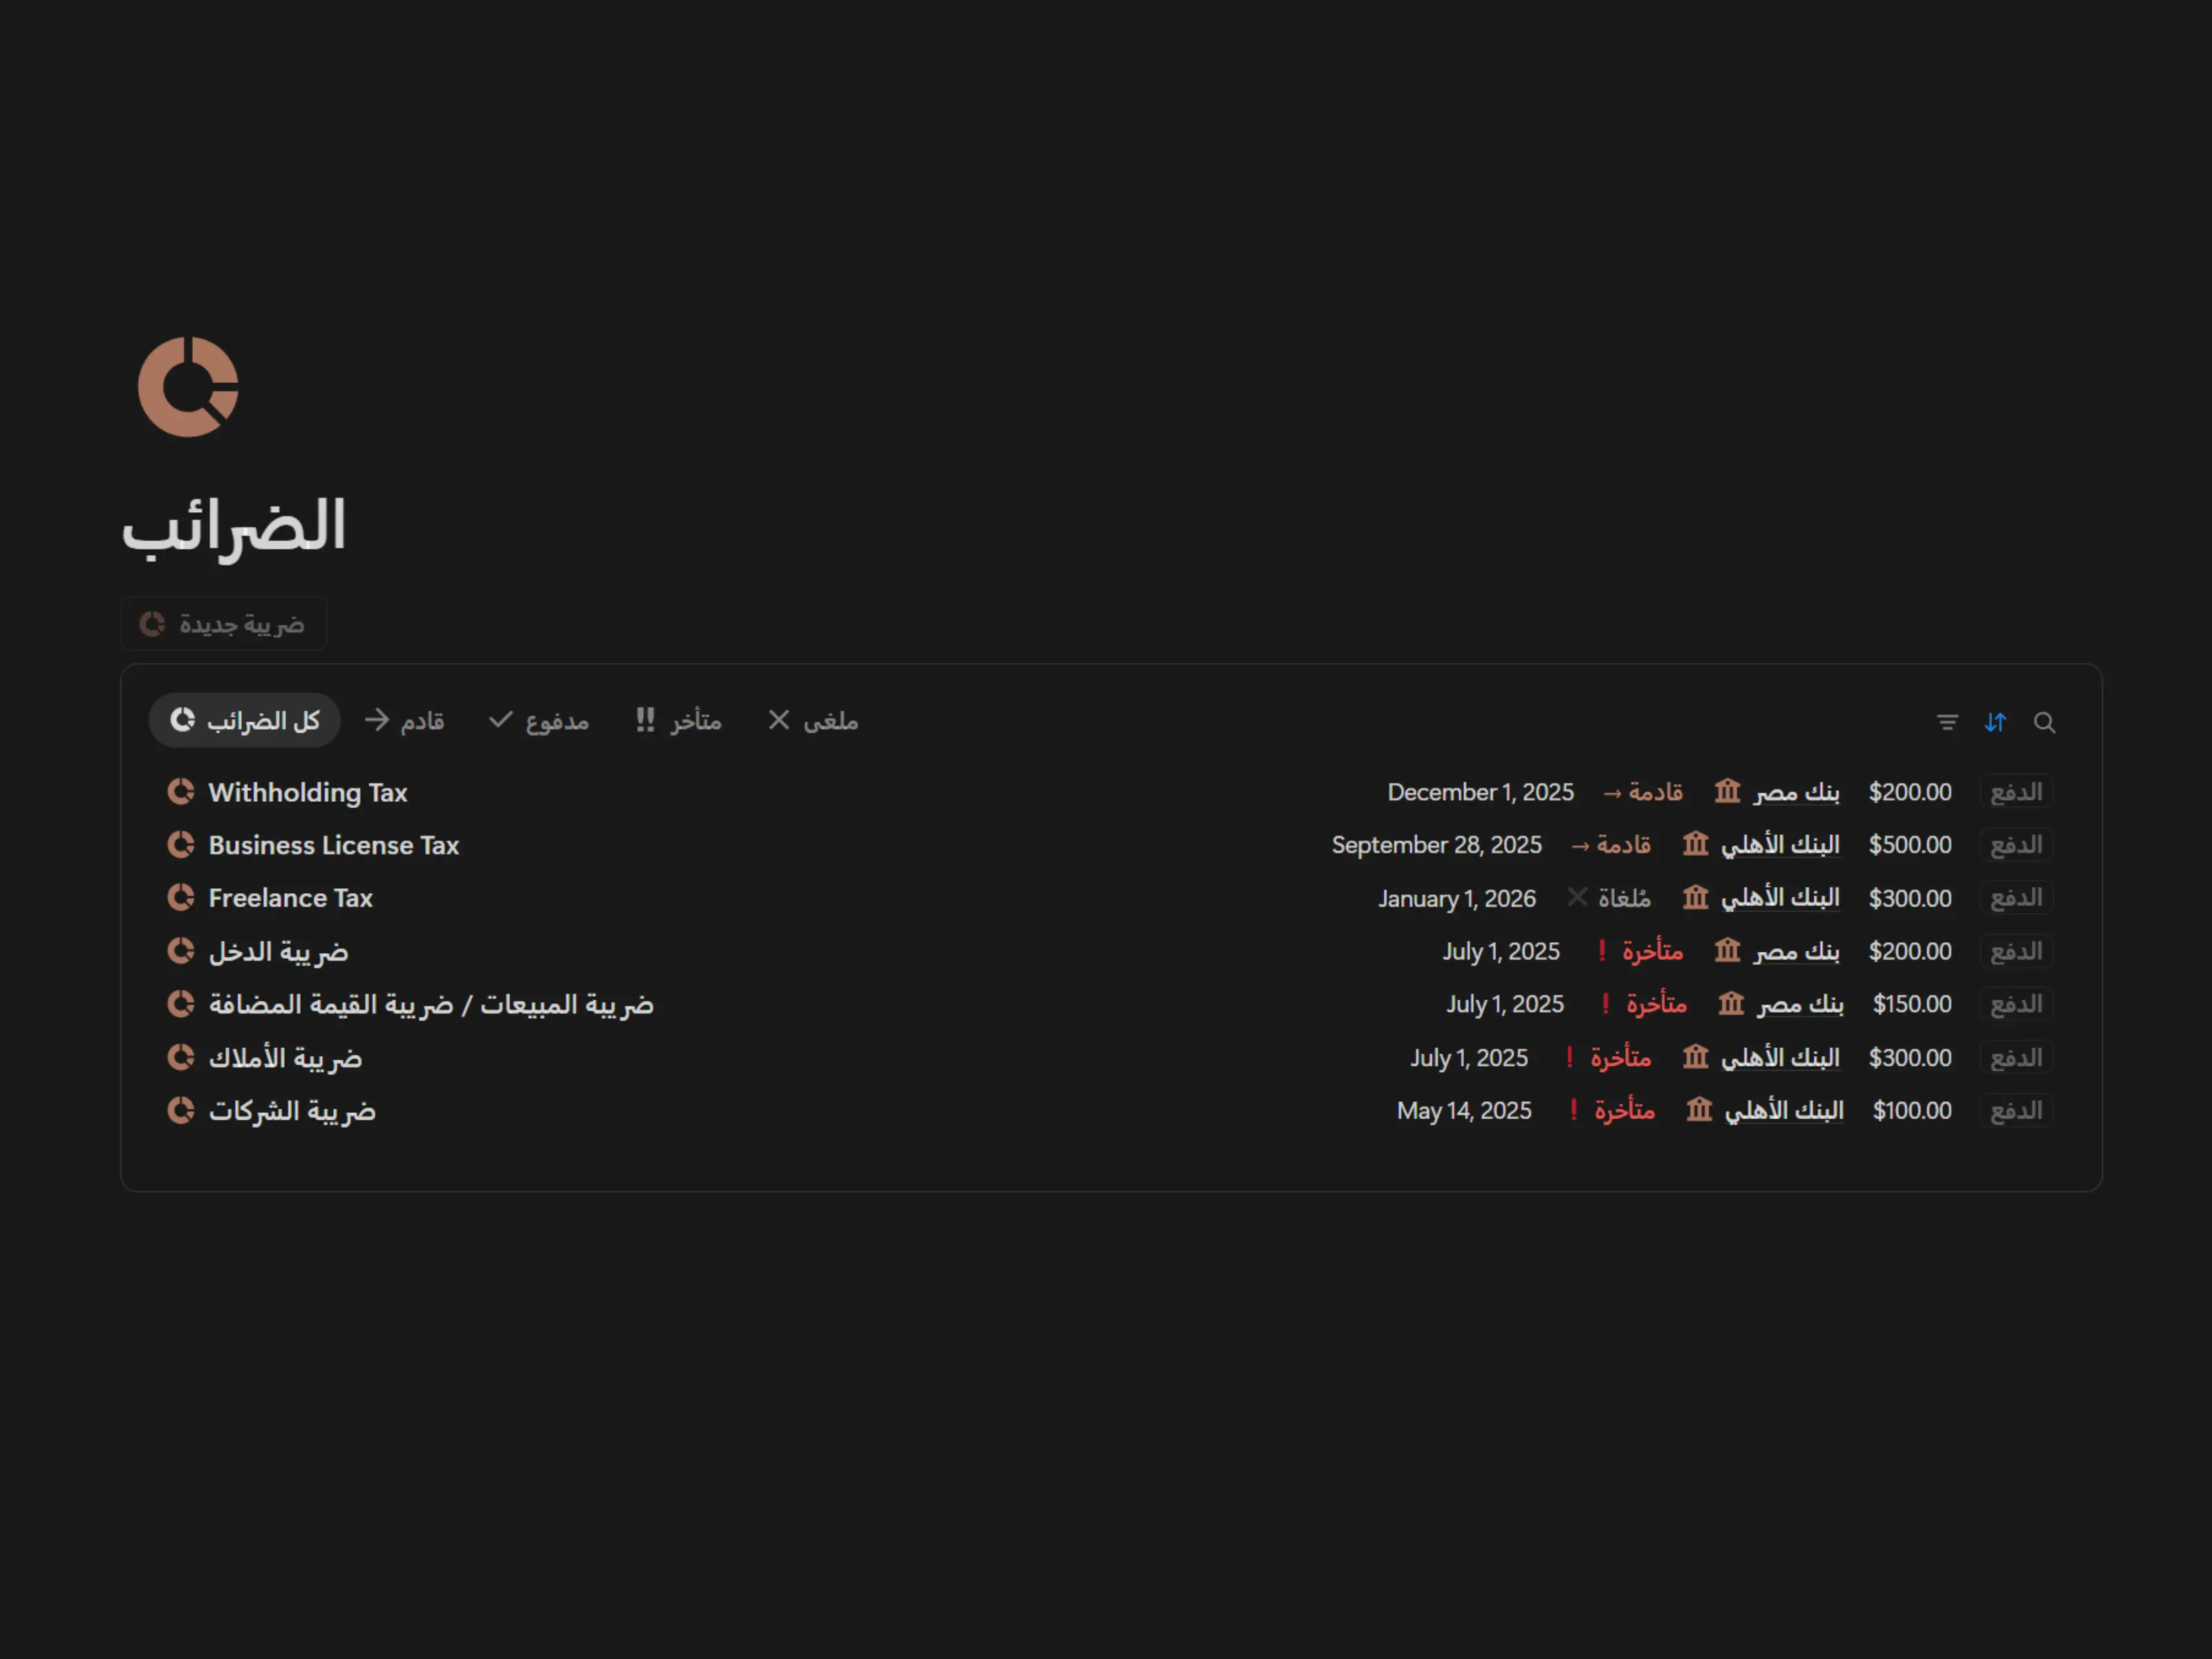 الضرائب
ضريبة جديدة
كل الضرائب → قادم ✓ مدفوع ‼ متأخر ✕ ملغى
Withholding Tax December 1, 2025 → قادمة بنك مصر $200.00 الدفع
Business License Tax September 28, 2025 → قادمة البنك الأهلي $500.00 الدفع
Freelance Tax January 1, 2026 ✕ مُلغاة البنك الأهلي $300.00 الدفع
ضريبة الدخل July 1, 2025 ! متأخرة بنك مصر $200.00 الدفع
ضريبة المبيعات / ضريبة القيمة المضافة July 1, 2025 ! متأخرة بنك مصر $150.00 الدفع
ضريبة الأملاك July 1, 2025 ! متأخرة البنك الأهلي $300.00 الدفع
ضريبة الشركات May 14, 2025 ! متأخرة البنك الأهلي $100.00 الدفع